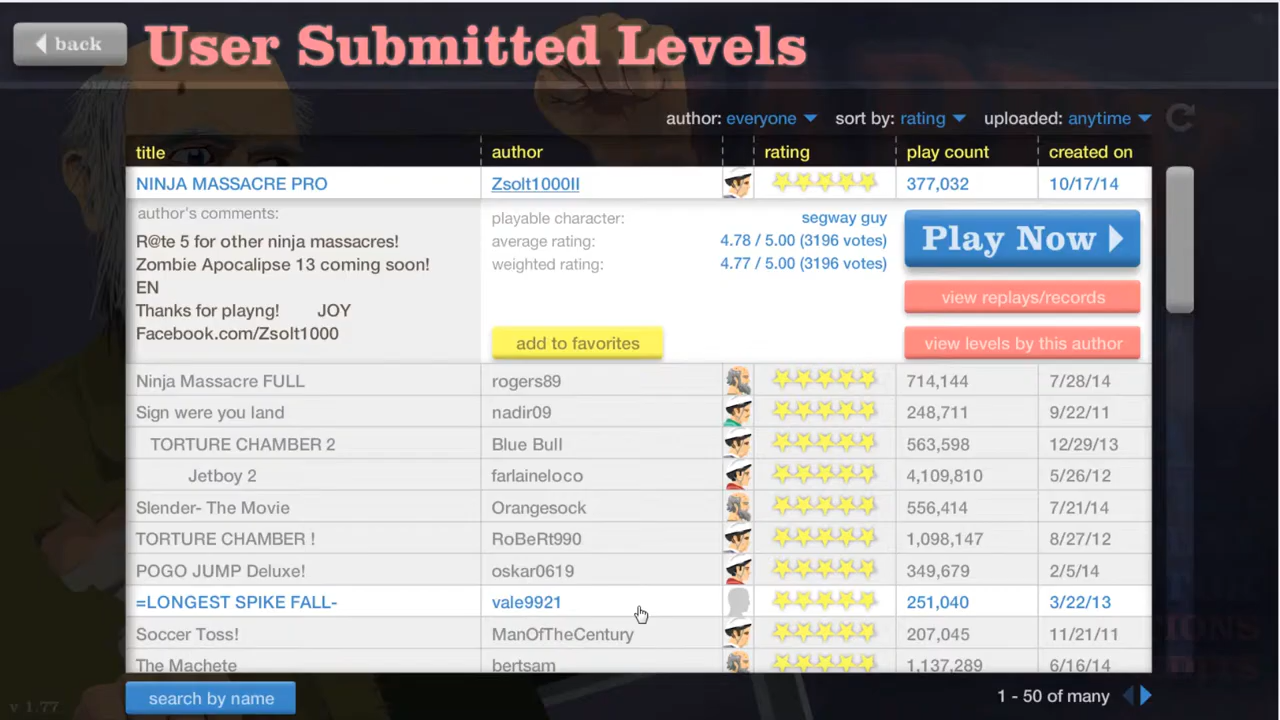 back
User Submitted Levels
author: everyone sort by: rating uploaded: anytime
title author rating play count created on
NINJA MASSACRE PRO Zsolt1000II 377,032 10/17/14
author's comments:
R@te 5 for other ninja massacres!
Zombie Apocalipse 13 coming soon!
EN
Thanks for playng! JOY
Facebook.com/Zsolt1000
playable character: segway guy
average rating: 4.78 / 5.00 (3196 votes)
weighted rating: 4.77 / 5.00 (3196 votes)
add to favorites
Play Now
view replays/records
view levels by this author
Ninja Massacre FULL rogers89 714,144 7/28/14
Sign were you land nadir09 248,711 9/22/11
TORTURE CHAMBER 2 Blue Bull 563,598 12/29/13
Jetboy 2 farlaineloco 4,109,810 5/26/12
Slender- The Movie Orangesock 556,414 7/21/14
TORTURE CHAMBER ! RoBeRt990 1,098,147 8/27/12
POGO JUMP Deluxe! oskar0619 349,679 2/5/14
=LONGEST SPIKE FALL- vale9921 251,040 3/22/13
Soccer Toss! ManOfTheCentury 207,045 11/21/11
The Machete bertsam 1,137,289 6/16/14
search by name
1 - 50 of many
v 1.77